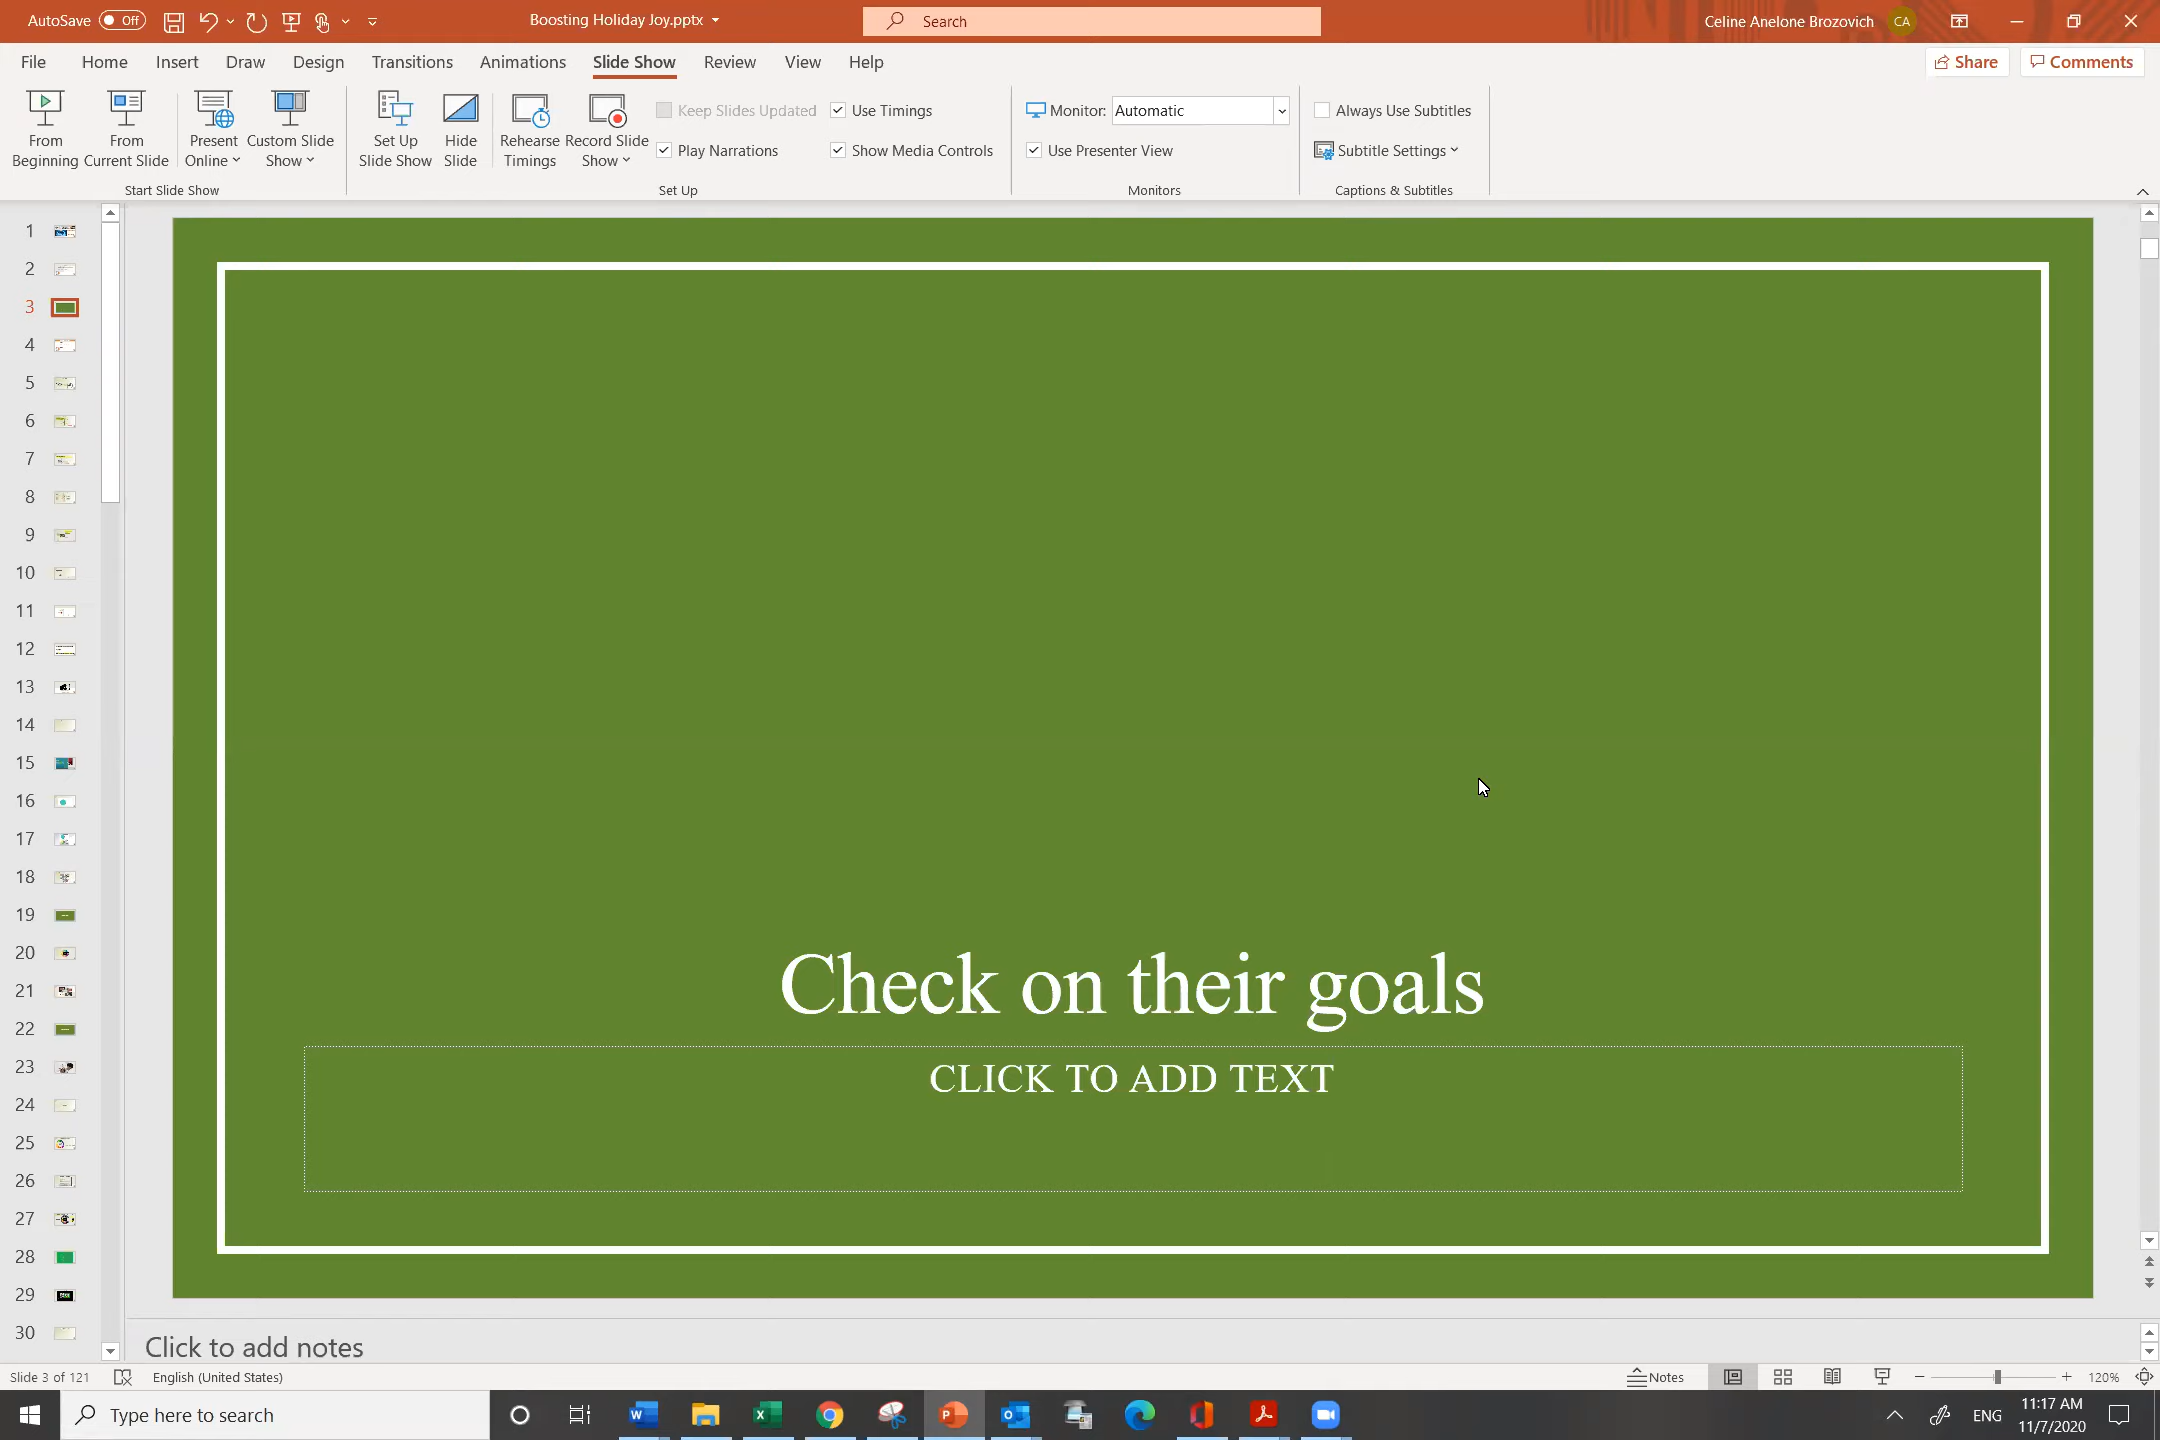 AutoSave Off
Boosting Holiday Joy.pptx
Search
Celine Anelone Brozovich CA
File Home Insert Draw Design Transitions Animations Slide Show Review View Help
Share Comments
From Beginning
From Current Slide
Present Online
Custom Slide Show
Set Up Slide Show
Hide Slide
Rehearse Timings
Record Slide Show
Keep Slides Updated
Play Narrations
Use Timings
Show Media Controls
Monitor: Automatic
Use Presenter View
Always Use Subtitles
Subtitle Settings
Start Slide Show
Set Up
Monitors
Captions & Subtitles
1
2
3
4
5
6
7
8
9
10
11
12
13
14
15
16
17
18
19
20
21
22
23
24
25
26
27
28
29
30
Check on their goals
CLICK TO ADD TEXT
Click to add notes
Slide 3 of 121
English (United States)
Notes
120%
Type here to search
ENG
11:17 AM
11/7/2020